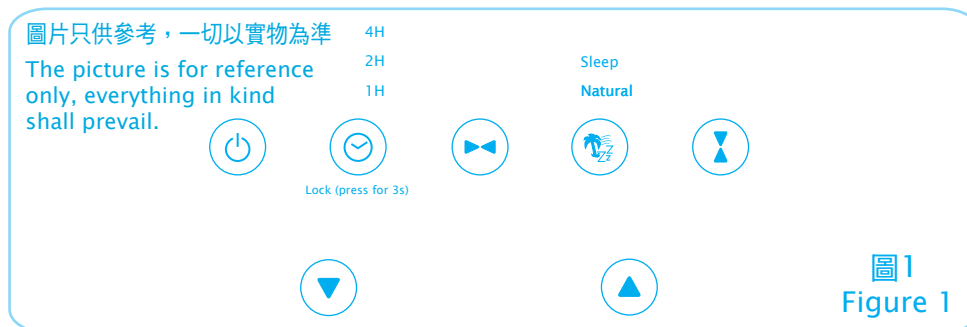 圖片只供參考，一切以實物為準
The picture is for reference
only, everything in kind
shall prevail.
4H
2H
1H
Sleep
Natural
ZZZ
Lock (press for 3s)
圖1
Figure 1